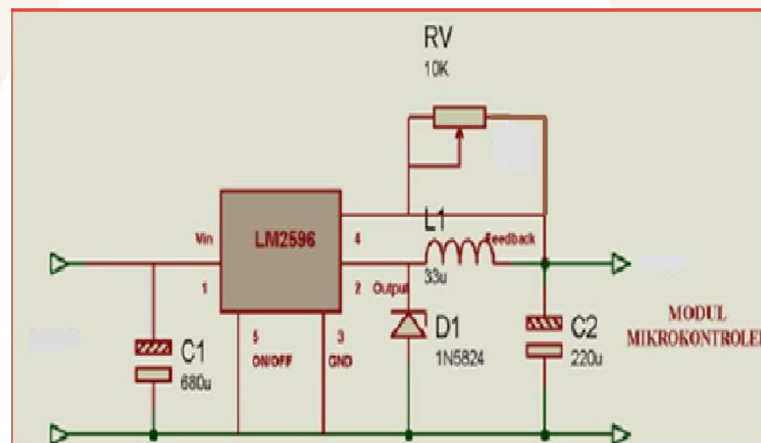 RV
10K
Vin
LM2596
4
L1
Feedback
1
2
Output
33u
C1
680u
5
ON/OFF
3
GND
D1
1N5824
C2
220u
MODUL
MIKROKONTROLE